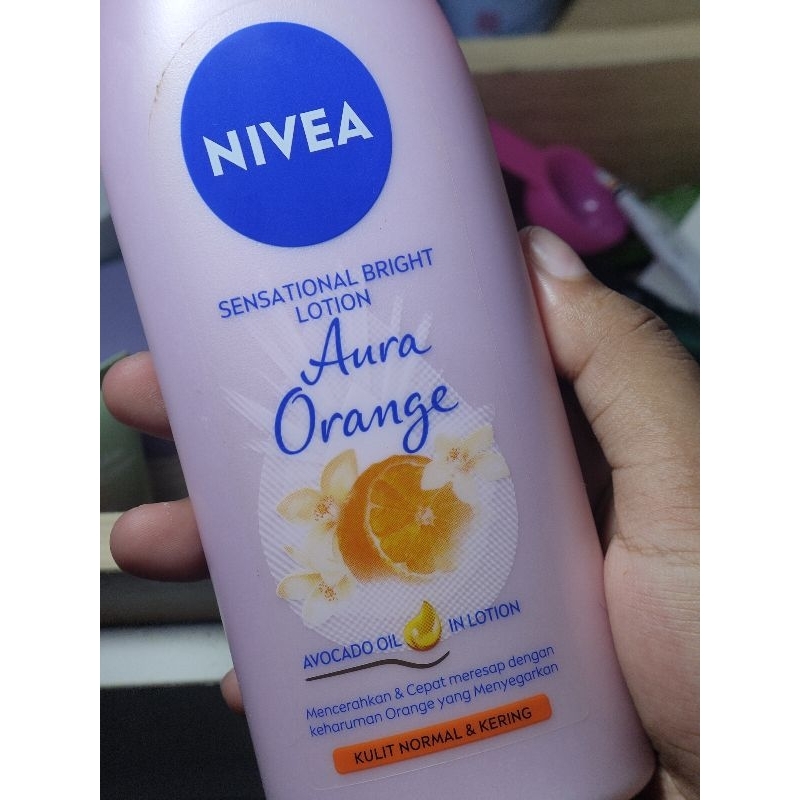 NIVEA
SENSATIONAL BRIGHT
LOTION
Aura
Orange
AVOCADO OIL IN LOTION
Mencerahkan & Cepat meresap dengan
keharuman Orange yang Menyegarkan
KULIT NORMAL & KERING